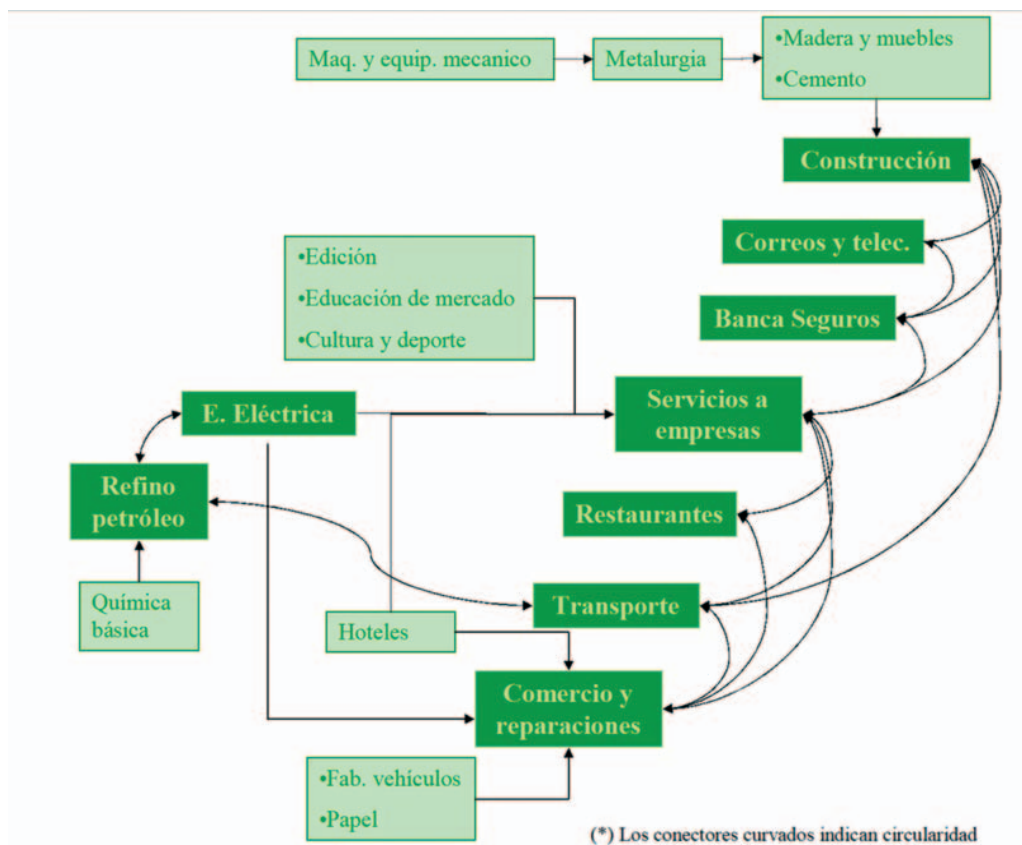 Maq. y equip. mecanico
Metalurgia
•Madera y muebles
•Cemento
Construcción
Correos y telec.
Banca Seguros
•Edición
•Educación de mercado
•Cultura y deporte
E. Eléctrica
Servicios a
empresas
Refino
petróleo
Restaurantes
Química
básica
Hoteles
Transporte
Comercio y
reparaciones
•Fab. vehículos
•Papel
(*) Los conectores curvados indican circularidad